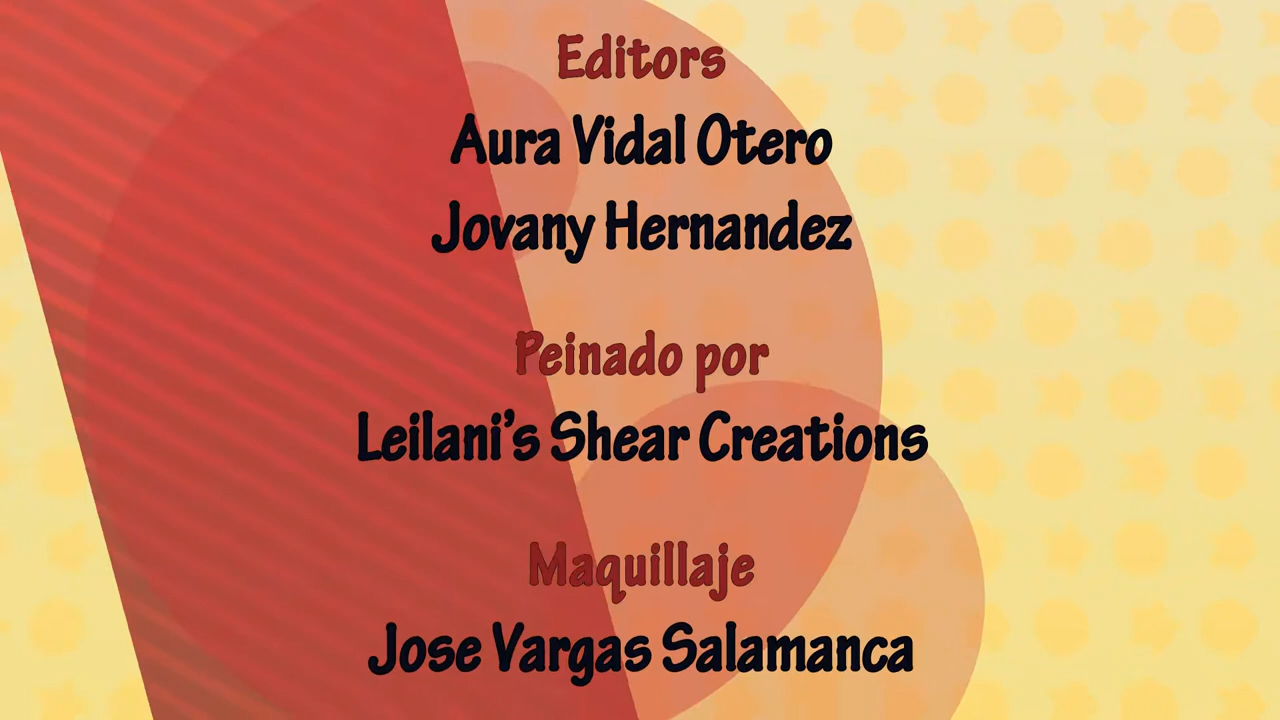 Editors
Aura Vidal Otero
Jovany Hernandez
Peinado por
Leilani's Shear Creations
Maquillaje
Jose Vargas Salamanca